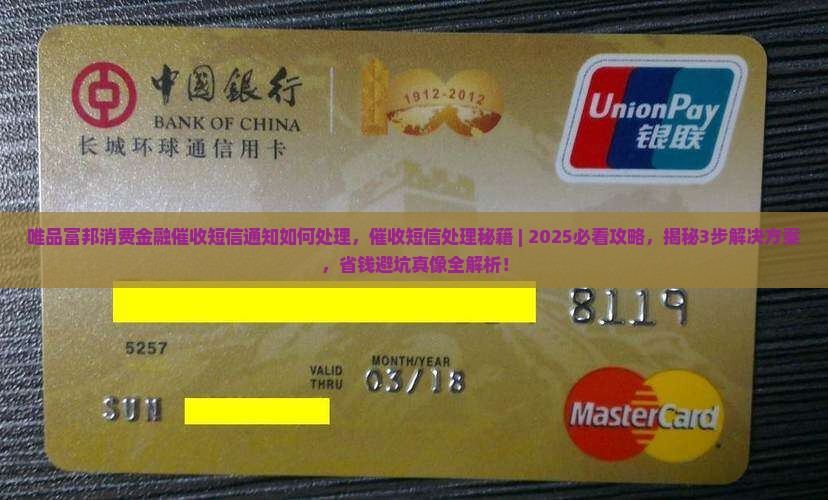 中國銀行
BANK OF CHINA
长城环球通信用卡
1912-2012
UnionPay
银联
唯品富邦消费金融催收短信通知如何处理，催收短信处理秘籍 | 2025必看攻略，揭秘3步解决方案
，省钱避坑真像全解析！
8119
5257
VALID
THRU
MONTH/YEAR
03/18
SUN
MasterCard